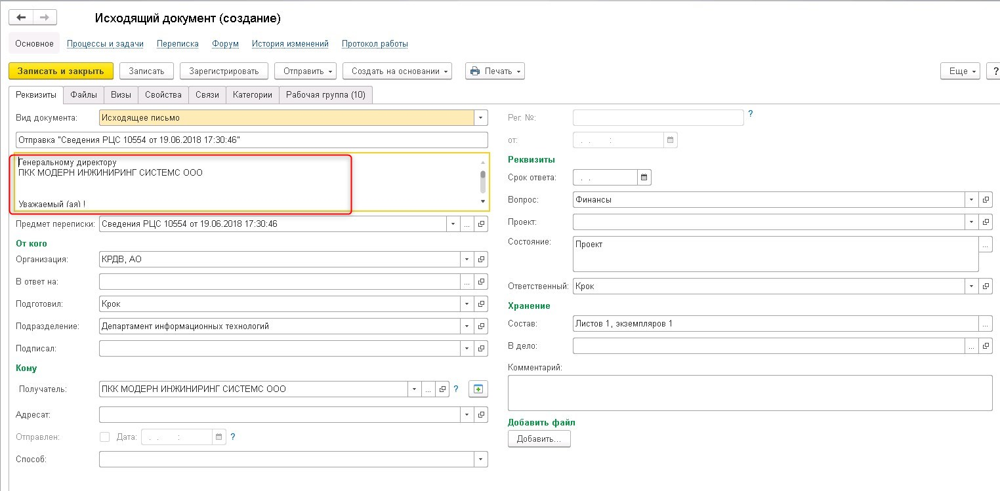 Исходящий документ (создание)
Основное Процессы и задачи Переписка Форум История изменений Протокол работы
Записать и закрыть Записать Зарегистрировать Отправить Создать на основании Печать Еще ?
Реквизиты Файлы Визы Свойства Связи Категории Рабочая группа (10)
Вид документа: Исходящее письмо
Отправка "Сведения РЦС 10554 от 19.06.2018 17:30:46"
Генеральному директору
ПКК МОДЕРН ИНЖИНИРИНГ СИСТЕМС ООО
Уважаемый (ая) !
Предмет переписки: Сведения РЦС 10554 от 19.06.2018 17:30:46 ...
От кого
Организация: КРДВ, АО
В ответ на: ...
Подготовил: Крок
Подразделение: Департамент информационных технологий
Подписал:
Кому
Получатель: ПКК МОДЕРН ИНЖИНИРИНГ СИСТЕМС ООО ... ?
Адресат:
Отправлен: Дата: . . : ?
Способ:
Рег. №: ?
от: . . :
Реквизиты
Срок ответа: . .
Вопрос: Финансы
Проект:
Состояние: Проект ...
Ответственный: Крок
Хранение
Состав: Листов 1, экземпляров 1 ...
В дело: ...
Комментарий:
Добавить файл
Добавить...